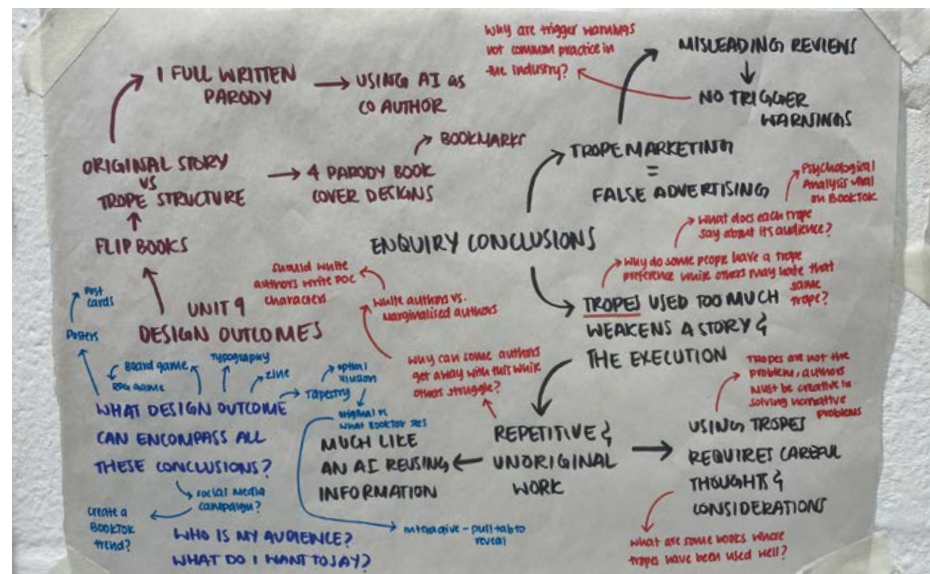 1 FULL WRITTEN
PARODY
USING AI AS
CO AUTHOR
BOOKMARKS
ORIGINAL STORY
VS
TROPE STRUCTURE
4 PARODY BOOK
COVER DESIGNS
FLIP BOOKS
UNIT 9
DESIGN OUTCOMES
ENQUIRY CONCLUSIONS
TROPE MARKETING
=
FALSE ADVERTISING
MISLEADING REVIEWS
NO TRIGGER
WARNINGS
Why are trigger warnings
not common practice in
the industry?
TROPES USED TOO MUCH
WEAKENS A STORY &
THE EXECUTION
Why do some people have a trope
preference while others may hate that
same
trope?
What does each trope
say about its audience?
Psychological
Analysis viral
on BookTok
REPETITIVE &
UNORIGINAL
WORK
Why can some authors
get away with this while
others struggle?
White authors vs.
marginalised authors
Should white
authors write POC
characters
MUCH LIKE
AN AI REUSING
INFORMATION
USING TROPES
REQUIRES CAREFUL
THOUGHTS &
CONSIDERATIONS
Tropes are not the
problem, authors
must be creative in
solving
problems
What are some books where
tropes have been used well?
WHAT DESIGN OUTCOME
CAN ENCOMPASS ALL
THESE CONCLUSIONS?
Posters
Post
cards
Board game
game
Typography
Zine
Tapestry
optical
illusion
original vs
what BookTok sees
interactive - pull tab to
reveal
social media
campaign?
create a
BookTok
trend?
WHO IS MY AUDIENCE?
WHAT DO I WANT TO SAY?